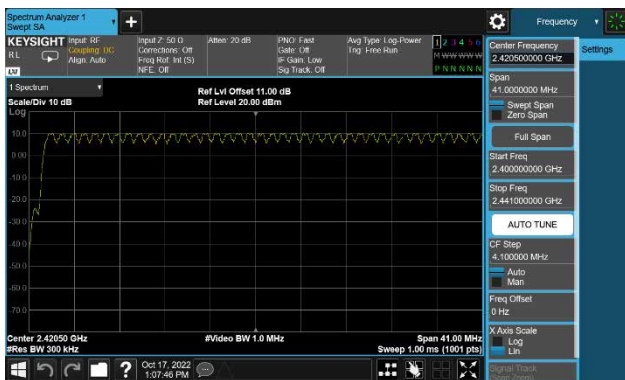 Spectrum Analyzer 1
Swept SA
Frequency
KEYSIGHT
R L
LXI
Input: RF
Coupling: DC
Align: Auto
Input Z: 50 Ω
Corrections: Off
Freq Ref: Int (S)
NFE: Off
Atten: 20 dB
PNO: Fast
Gate: Off
IF Gain: Low
Sig Track: Off
Avg Type: Log-Power
Trig: Free Run
1 2 3 4 5 6
M W W W W W
P N N N N N
1 Spectrum
Scale/Div 10 dB
Log
Ref Lvl Offset 11.00 dB
Ref Level 20.00 dBm
10.0
0.00
-10.0
-20.0
-30.0
-40.0
-50.0
-60.0
-70.0
Center 2.42050 GHz
#Res BW 300 kHz
#Video BW 1.0 MHz
Span 41.00 MHz
Sweep 1.00 ms (1001 pts)
Oct 17, 2022
1:07:46 PM
Center Frequency
2.420500000 GHz
Settings
Span
41.0000000 MHz
Swept Span
Zero Span
Full Span
Start Freq
2.400000000 GHz
Stop Freq
2.441000000 GHz
AUTO TUNE
CF Step
4.100000 MHz
Auto
Man
Freq Offset
0 Hz
X Axis Scale
Log
Lin
Signal Track
(Span Zoom)